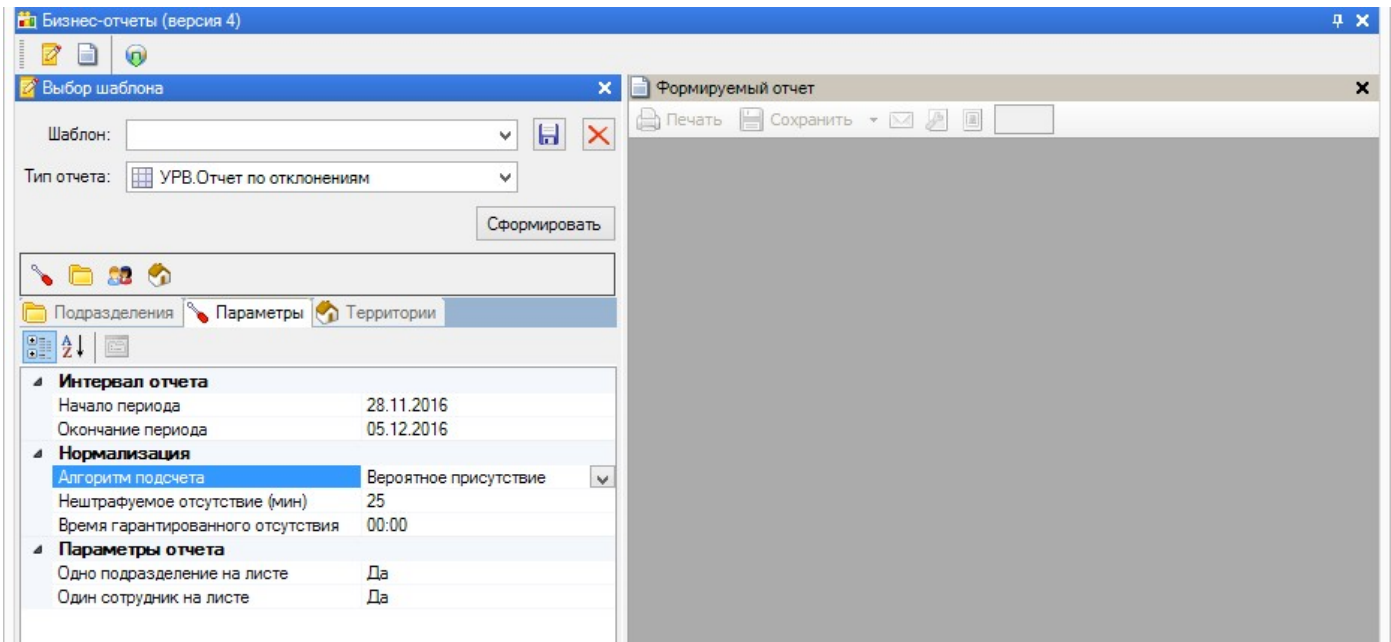 Бизнес-отчеты (версия 4)
Выбор шаблона
Шаблон:
Тип отчета: УРВ.Отчет по отклонениям
Сформировать
Подразделения Параметры Территории
Интервал отчета
Начало периода 28.11.2016
Окончание периода 05.12.2016
Нормализация
Алгоритм подсчета Вероятное присутствие
Нештрафуемое отсутствие (мин) 25
Время гарантированного отсутствия 00:00
Параметры отчета
Одно подразделение на листе Да
Один сотрудник на листе Да
Формируемый отчет
Печать Сохранить